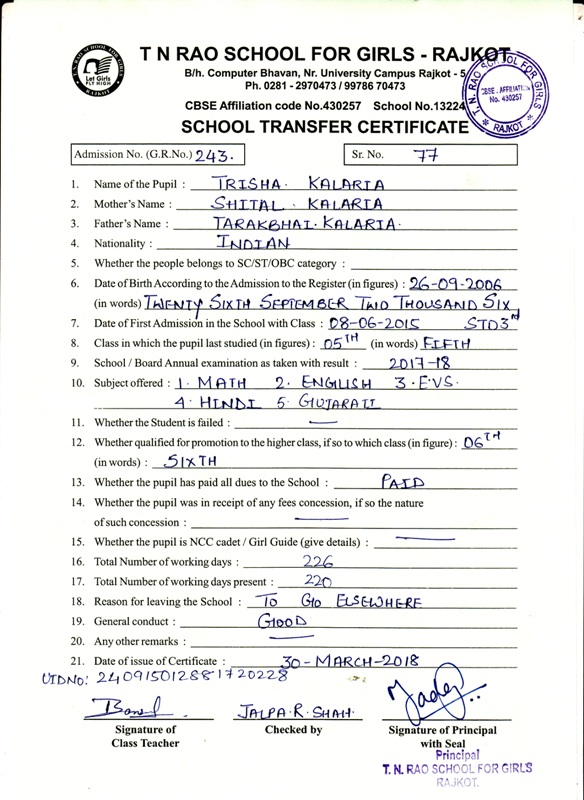 T. N. RAO SCHOOL FOR GIRLS
Let Girls
FLY HIGH
RAJKOT
T N RAO SCHOOL FOR GIRLS - RAJKOT
B/h. Computer Bhavan, Nr. University Campus Rajkot - 5
Ph. 0281 - 2970473 / 99786 70473
CBSE Affiliation code No.430257 School No.13224
T. N. RAO SCHOOL FOR GIRLS
CBSE. AFFILIATION
No. 430257
RAJKOT
SCHOOL TRANSFER CERTIFICATE
Admission No. (G.R.No.) 243.
Sr. No. 77
1. Name of the Pupil : TRISHA. KALARIA
2. Mother's Name : SHITAL. KALARIA
3. Father's Name : TARAKBHAI. KALARIA.
4. Nationality : INDIAN
5. Whether the people belongs to SC/ST/OBC category :
6. Date of Birth According to the Admission to the Register (in figures) : 26-09-2006
(in words) TWENTY SIXTH SEPTEMBER TWO THOUSAND SIX
7. Date of First Admission in the School with Class : 08-06-2015 STD 3rd
8. Class in which the pupil last studied (in figures) : 05TH (in words) FIFTH
9. School / Board Annual examination as taken with result : 2017-18
10. Subject offered : 1. MATH 2. ENGLISH 3. E.V.S.
4. HINDI 5. GUJARATI
11. Whether the Student is failed : —
12. Whether qualified for promotion to the higher class, if so to which class (in figure) : 06TH
(in words) : SIXTH
13. Whether the pupil has paid all dues to the School : PAID
14. Whether the pupil was in receipt of any fees concession, if so the nature
of such concession : —
15. Whether the pupil is NCC cadet / Girl Guide (give details) : —
16. Total Number of working days : 226
17. Total Number of working days present : 220
18. Reason for leaving the School : TO GO ELSEWHERE
19. General conduct : GOOD
20. Any other remarks : —
21. Date of issue of Certificate : 30-MARCH-2018
UIDNO: 240915012881720228
JALPA.R.SHAH.
Signature of
Class Teacher
Checked by
Signature of Principal
with Seal
Principal
T. N. RAO SCHOOL FOR GIRLS
RAJKOT.